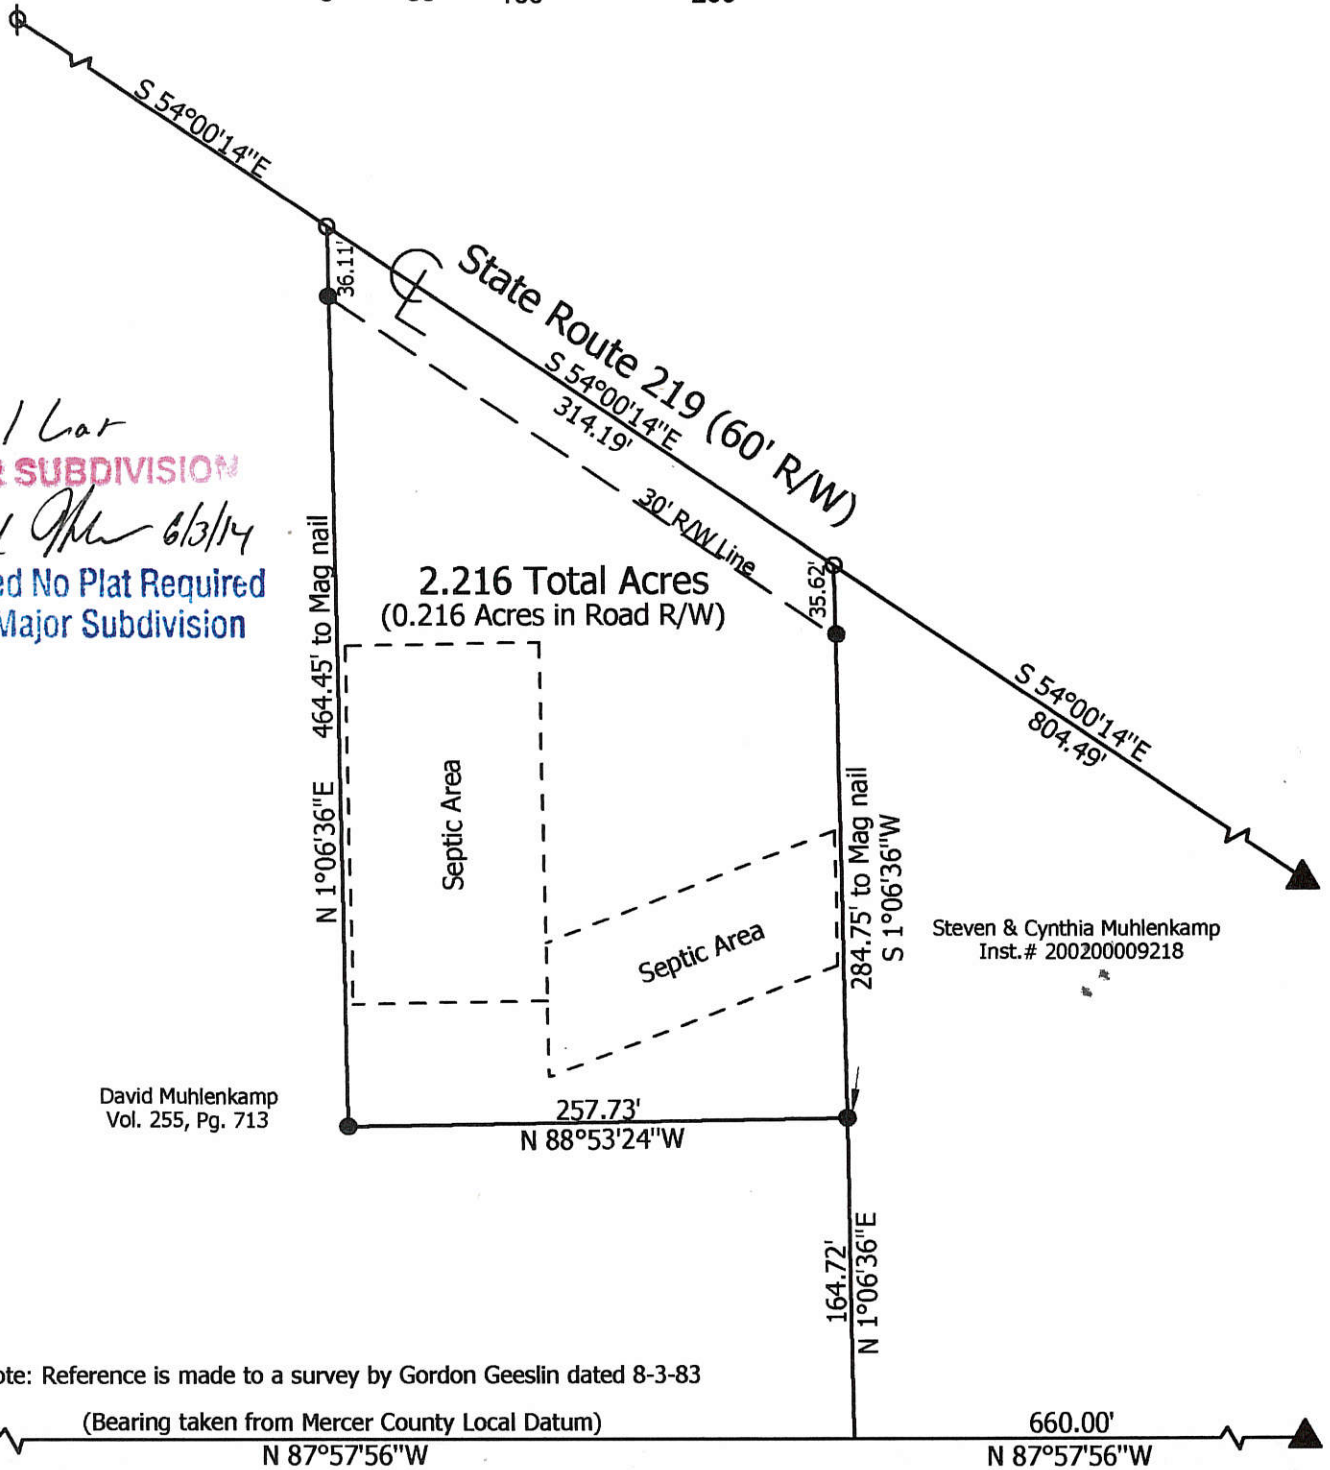 S 54°00'14"E
36.11'
State Route 219 (60' R/W)
S 54°00'14"E
314.19'
30' R/W Line
SUBDIVISION
6/3/14
No Plat Required
Major Subdivision
2.216 Total Acres
(0.216 Acres in Road R/W)
35.62'
464.45' to Mag nail
N 1°06'36"E
S 54°00'14"E
804.49'
Septic Area
Septic Area
284.75' to Mag nail
S 1°06'36"W
Steven & Cynthia Muhlenkamp
Inst.# 200200009218
David Muhlenkamp
Vol. 255, Pg. 713
257.73'
N 88°53'24"W
164.72'
N 1°06'36"E
Reference is made to a survey by Gordon Geeslin dated 8-3-83
(Bearing taken from Mercer County Local Datum)
N 87°57'56"W
660.00'
N 87°57'56"W